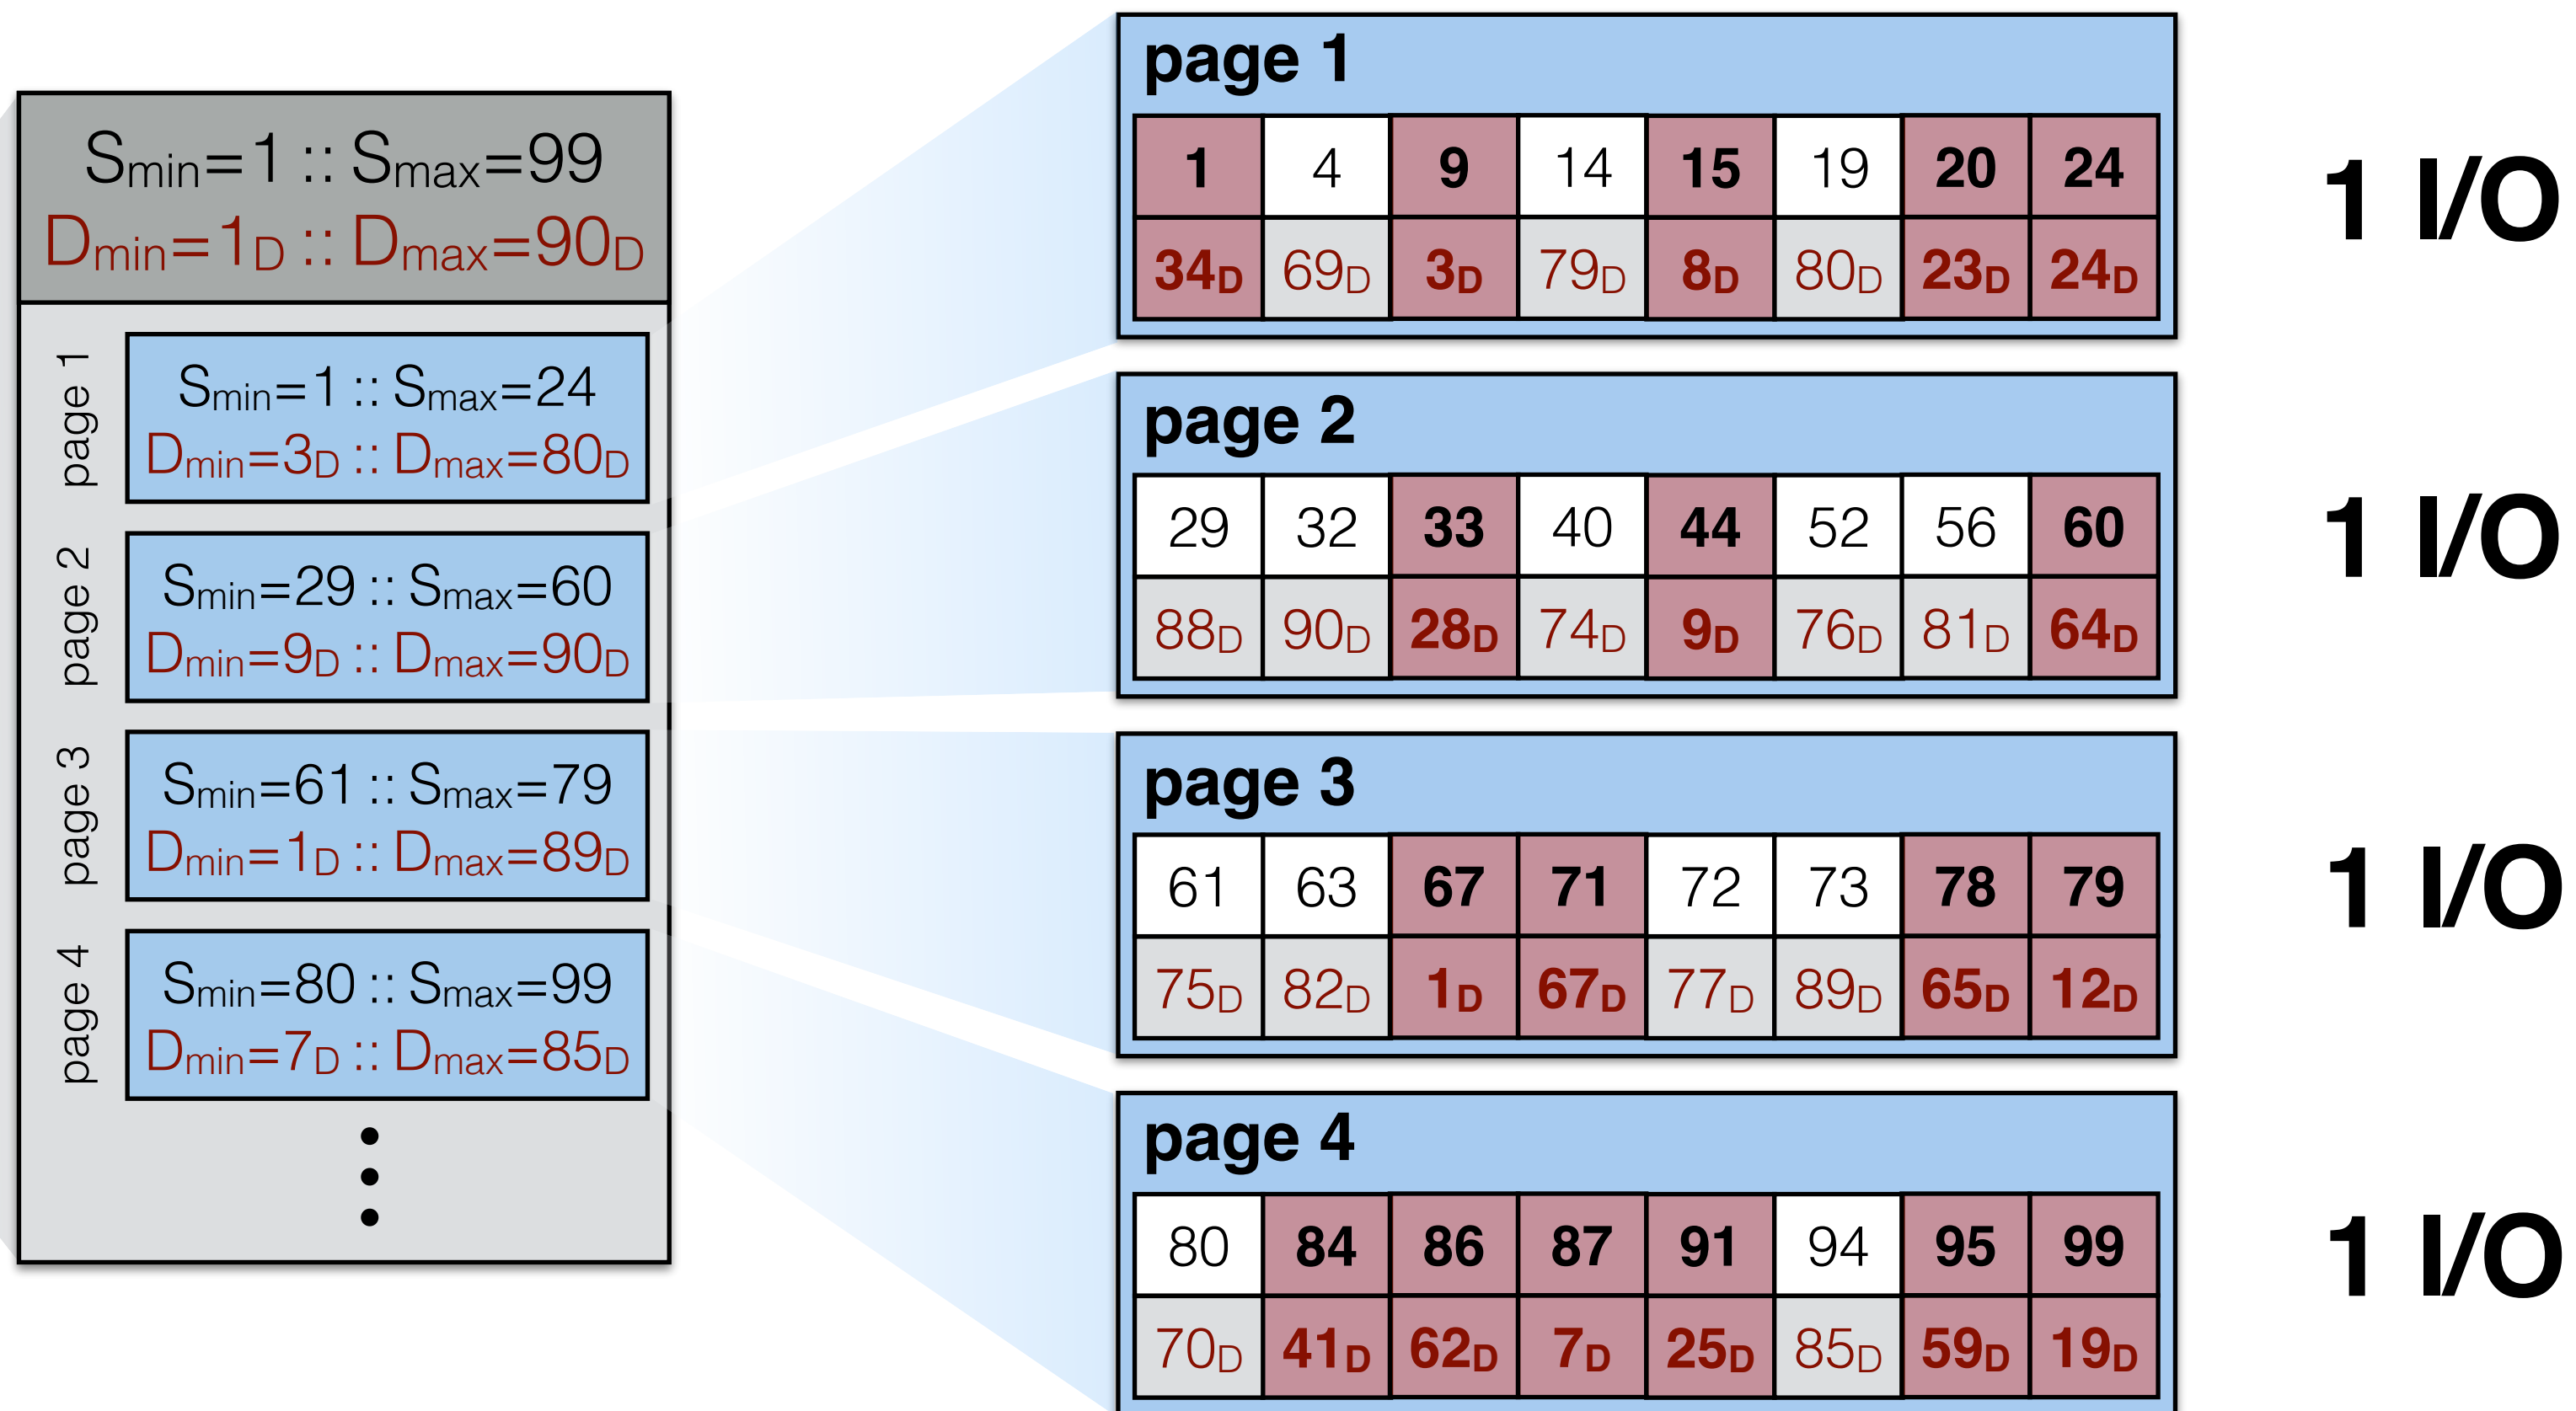 Smin=1 :: Smax=99
Dmin=1D :: Dmax=90D
page 1
Smin=1 :: Smax=24
Dmin=3D :: Dmax=80D
page 2
Smin=29 :: Smax=60
Dmin=9D :: Dmax=90D
page 3
Smin=61 :: Smax=79
Dmin=1D :: Dmax=89D
page 4
Smin=80 :: Smax=99
Dmin=7D :: Dmax=85D
page 1
1 4 9 14 15 19 20 24
34D 69D 3D 79D 8D 80D 23D 24D
1 I/O
page 2
29 32 33 40 44 52 56 60
88D 90D 28D 74D 9D 76D 81D 64D
1 I/O
page 3
61 63 67 71 72 73 78 79
75D 82D 1D 67D 77D 89D 65D 12D
1 I/O
page 4
80 84 86 87 91 94 95 99
70D 41D 62D 7D 25D 85D 59D 19D
1 I/O